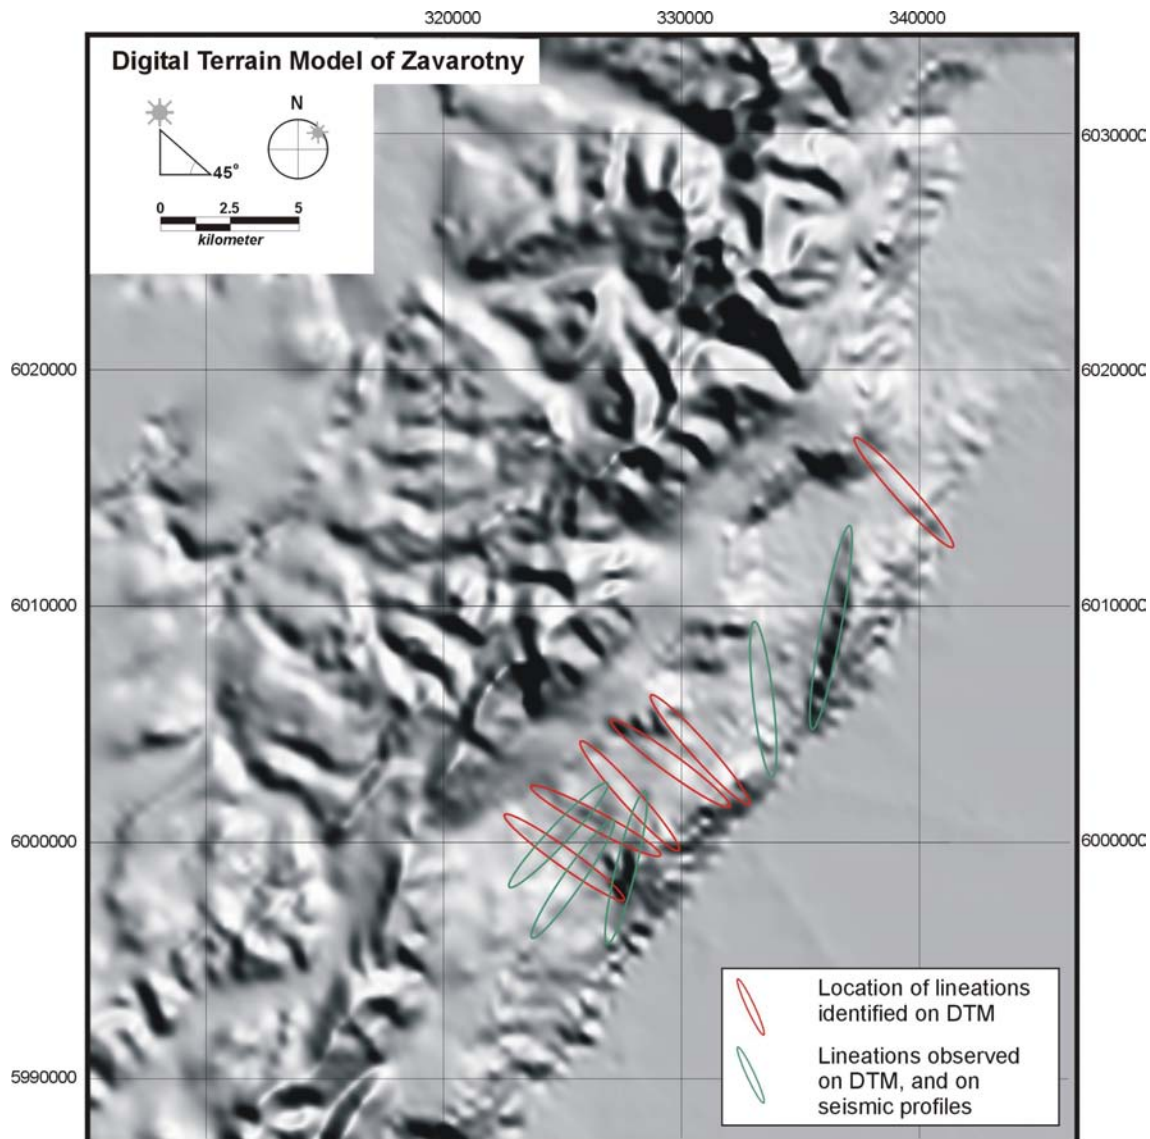 320000 330000 340000
Digital Terrain Model of Zavarotny
N
45°
0 2.5 5
kilometer
6030000
6020000 6020000
6010000 6010000
6000000 6000000
5990000
Location of lineations
identified on DTM
Lineations observed
on DTM, and on
seismic profiles